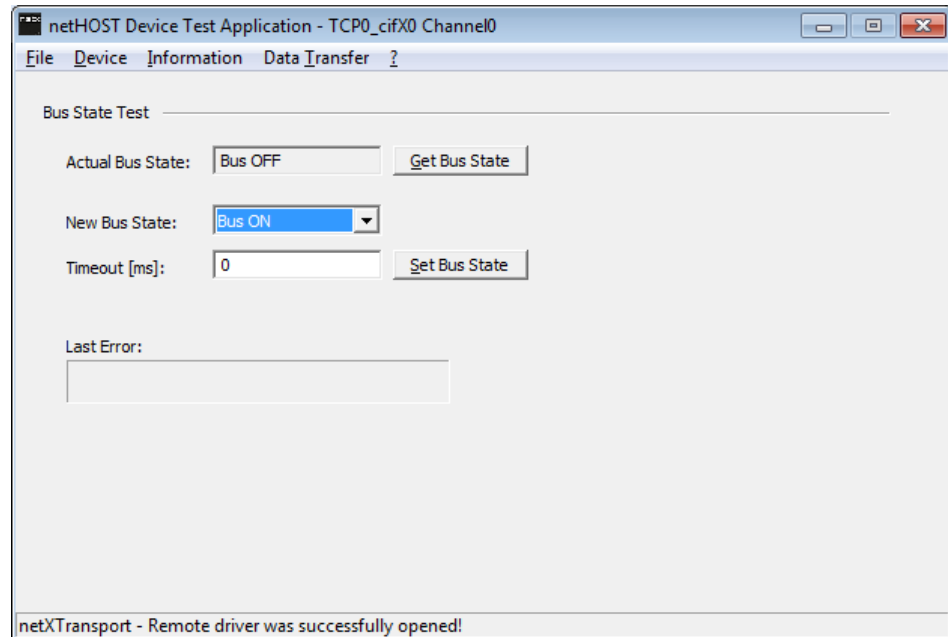 netHOST Device Test Application - TCP0_cifX0 Channel0
File Device Information Data Transfer ?
Bus State Test
Actual Bus State: Bus OFF Get Bus State
New Bus State: Bus ON
Timeout [ms]: 0 Set Bus State
Last Error:
netXTransport - Remote driver was successfully opened!